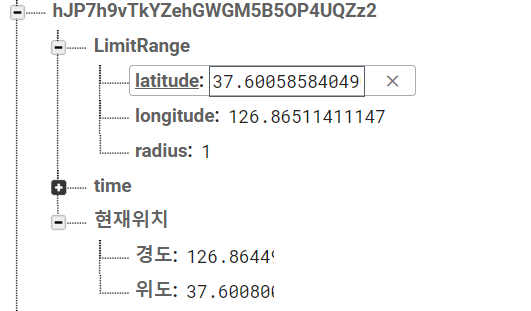 hJP7h9vTkYZehGWGM5B5OP4UQZz2
LimitRange
latitude: 37.60058584049
longitude: 126.86511411147
radius: 1
time
현재위치
경도: 126.8644
위도: 37.60080